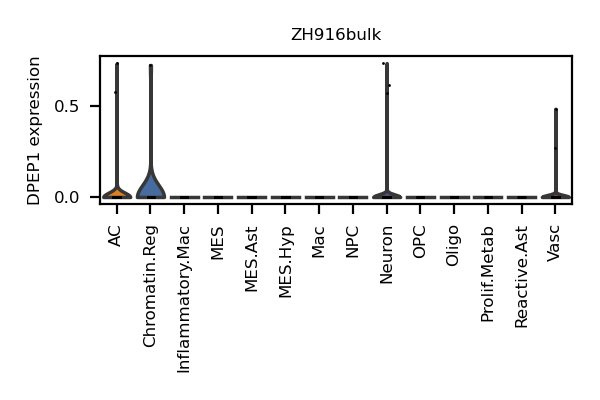 ZH916bulk
DPEP1 expression
0.5
0.0
AC
Chromatin.Reg
Inflammatory.Mac
MES
MES.Ast
MES.Hyp
Mac
NPC
Neuron
OPC
Oligo
Prolif.Metab
Reactive.Ast
Vasc